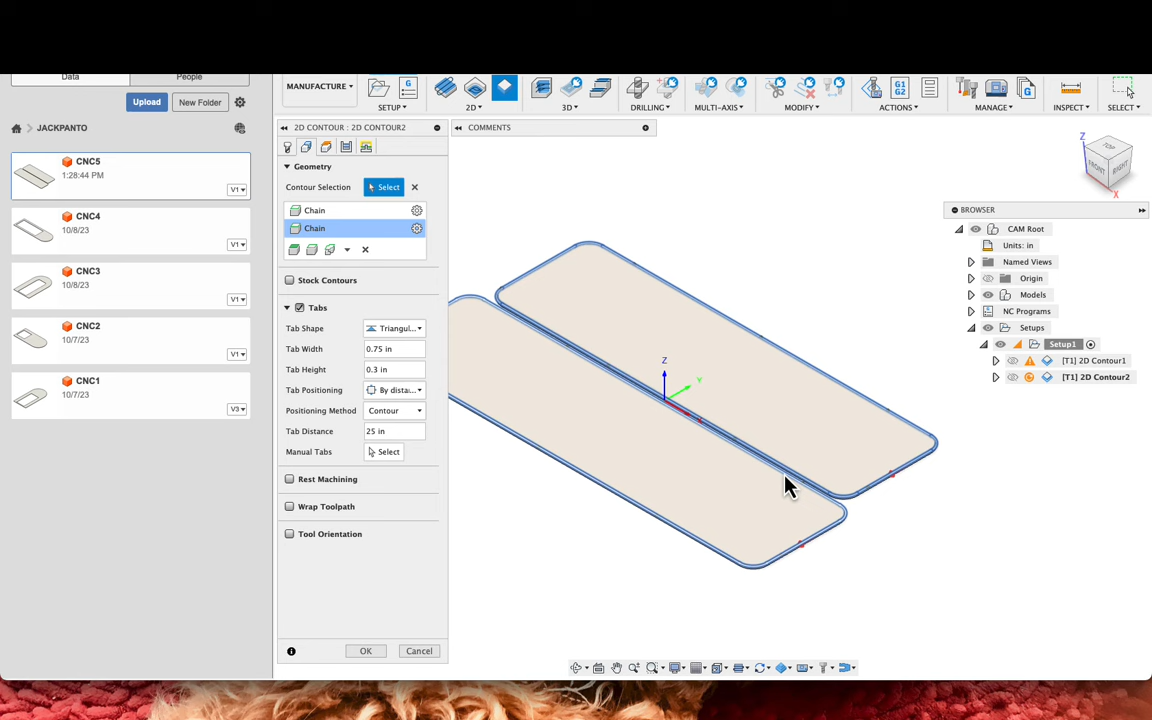 Data
People
MANUFACTURE
SETUP
2D
3D
DRILLING
MULTI-AXIS
MODIFY
ACTIONS
MANAGE
INSPECT
SELECT
G
G1
G2
G
Upload
New Folder
JACKPANTO
CNC5
1:28:44 PM
V1
CNC4
10/8/23
V1
CNC3
10/8/23
V1
CNC2
10/7/23
V1
CNC1
10/7/23
V3
2D CONTOUR : 2D CONTOUR2
Geometry
Contour Selection
Select
Chain
Chain
Stock Contours
Tabs
Tab Shape
Triangul...
Tab Width
0.75 in
Tab Height
0.3 in
Tab Positioning
By dista...
Positioning Method
Contour
Tab Distance
25 in
Manual Tabs
Select
Rest Machining
Wrap Toolpath
Tool Orientation
OK
Cancel
COMMENTS
Z
Y
Z
TOP
FRONT
RIGHT
X
BROWSER
CAM Root
Units: in
Named Views
Origin
Models
NC Programs
Setups
Setup1
[T1] 2D Contour1
[T1] 2D Contour2